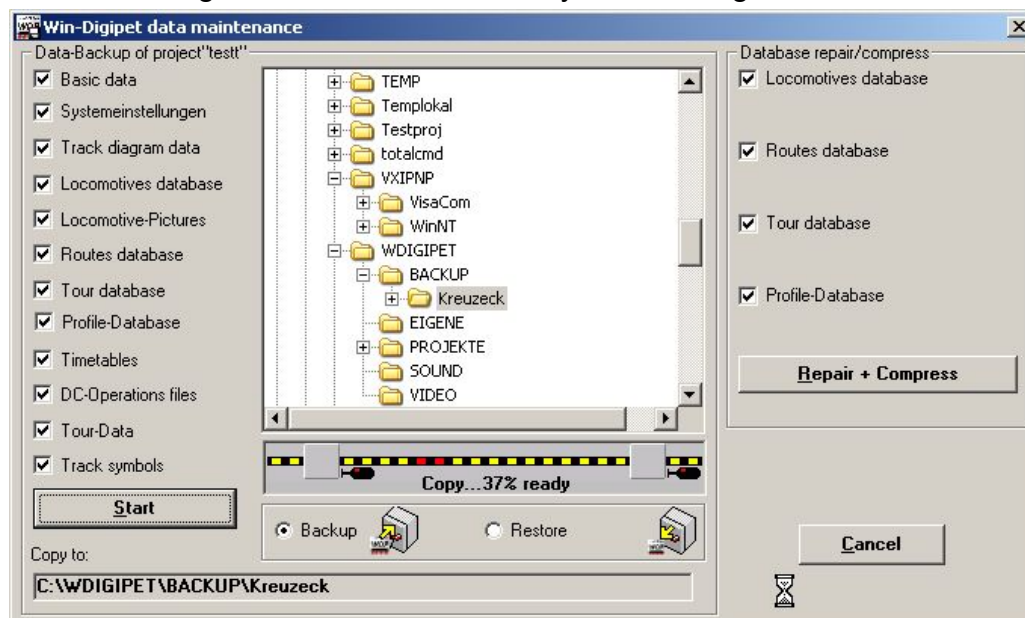 Win-Digipet data maintenance
Data-Backup of project"testt"
Basic data
Systemeinstellungen
Track diagram data
Locomotives database
Locomotive-Pictures
Routes database
Tour database
Profile-Database
Timetables
DC-Operations files
Tour-Data
Track symbols
Start
Copy to:
C:\WDIGIPET\BACKUP\Kreuzeck
TEMP
Templokal
Testproj
totalcmd
VXIPNP
VisaCom
WinNT
WDIGIPET
BACKUP
Kreuzeck
EIGENE
PROJEKTE
SOUND
VIDEO
Copy...37% ready
Backup
Restore
Database repair/compress
Locomotives database
Routes database
Tour database
Profile-Database
Repair + Compress
Cancel